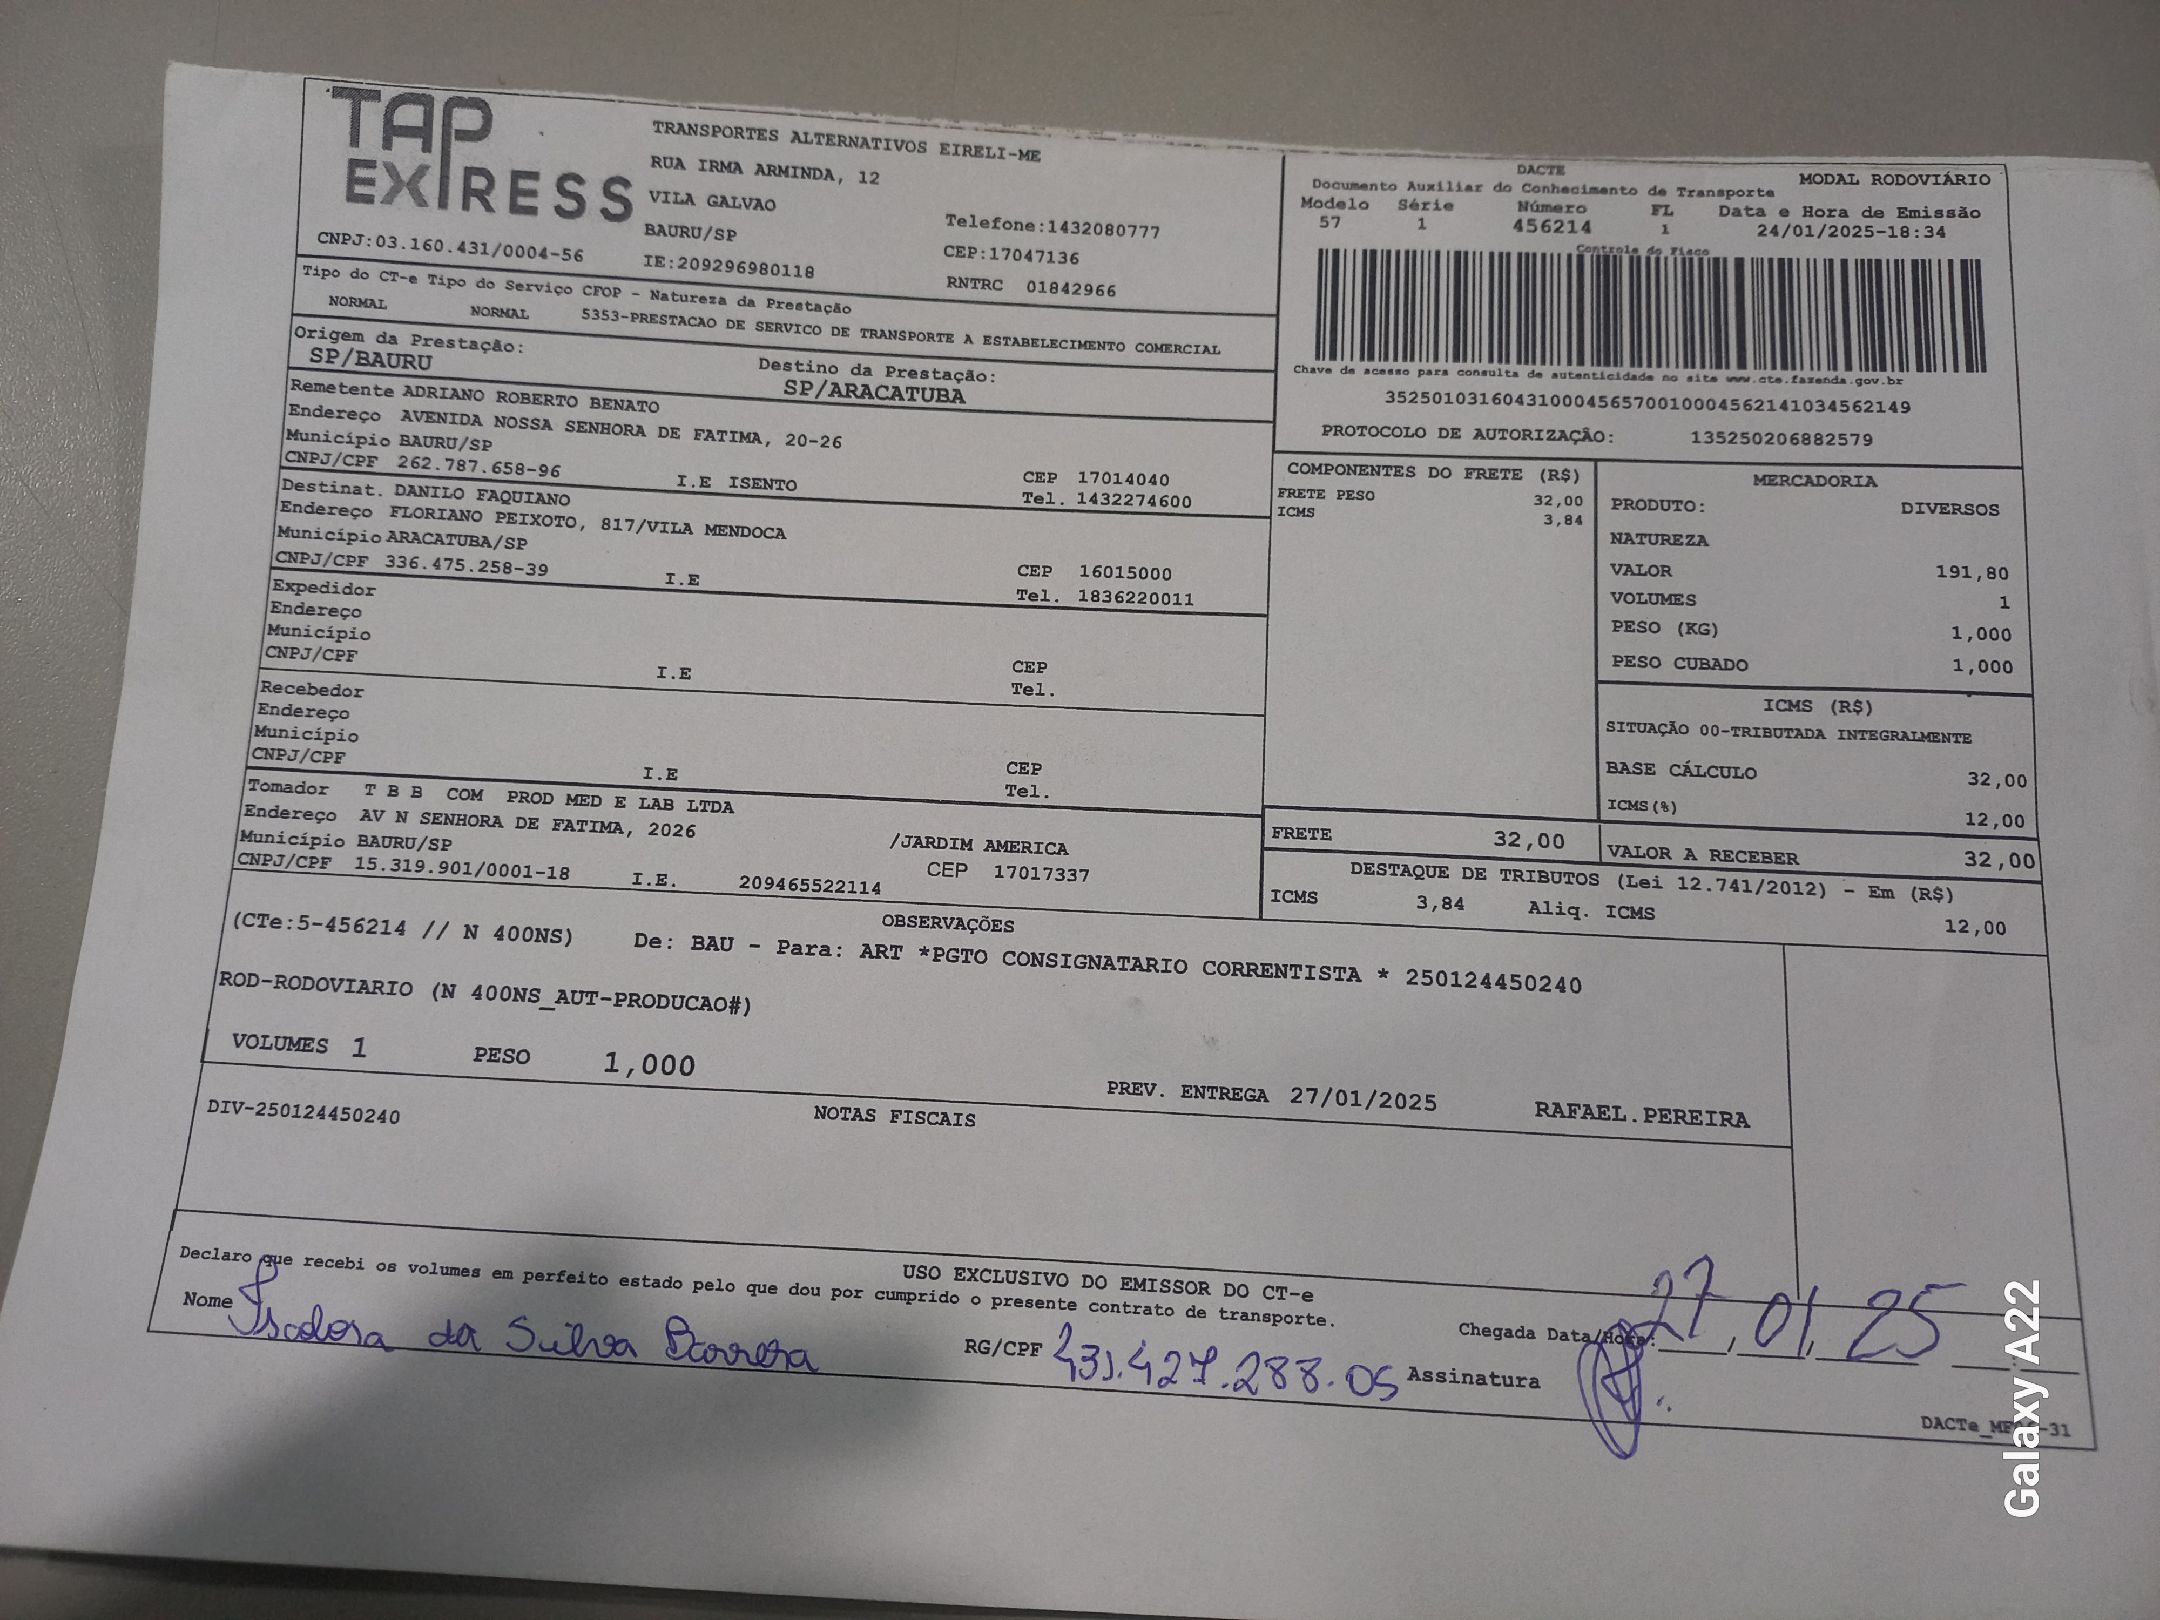 TAP
EXPRESS
TRANSPORTES ALTERNATIVOS EIRELI-ME
RUA IRMA ARMINDA, 12
VILA GALVAO
BAURU/SP
Telefone:1432080777
CEP:17047136
CNPJ:03.160.431/0004-56
IE:209296980118
RNTRC 01842966
DACTE
MODAL RODOVIÁRIO
Documento Auxiliar do Conhecimento de Transporte
Modelo Série Número FL Data e Hora de Emissão
57 1 456214 1 24/01/2025-18:34
Controle do Fisco
Chave de acesso para consulta de autenticidade no site www.cte.fazenda.gov.br
35250103160431000456570010004562141034562149
PROTOCOLO DE AUTORIZAÇÃO: 135250206882579
Tipo do CT-e Tipo do Serviço CFOP - Natureza da Prestação
NORMAL NORMAL 5353-PRESTACAO DE SERVICO DE TRANSPORTE A ESTABELECIMENTO COMERCIAL
Origem da Prestação: Destino da Prestação:
SP/BAURU SP/ARACATUBA
Remetente ADRIANO ROBERTO BENATO
Endereço AVENIDA NOSSA SENHORA DE FATIMA, 20-26
Município BAURU/SP CEP 17014040
CNPJ/CPF 262.787.658-96 I.E ISENTO Tel. 1432274600
Destinat. DANILO FAQUIANO
Endereço FLORIANO PEIXOTO, 817/VILA MENDOCA
Município ARACATUBA/SP CEP 16015000
CNPJ/CPF 336.475.258-39 I.E Tel. 1836220011
Expedidor
Endereço
Município CEP
CNPJ/CPF I.E Tel.
Recebedor
Endereço
Município CEP
CNPJ/CPF I.E Tel.
Tomador T B B COM PROD MED E LAB LTDA
Endereço AV N SENHORA DE FATIMA, 2026 /JARDIM AMERICA
Município BAURU/SP CEP 17017337
CNPJ/CPF 15.319.901/0001-18 I.E. 209465522114
COMPONENTES DO FRETE (R$)
FRETE PESO 32,00
ICMS 3,84
MERCADORIA
PRODUTO: DIVERSOS
NATUREZA
VALOR 191,80
VOLUMES 1
PESO (KG) 1,000
PESO CUBADO 1,000
ICMS (R$)
SITUAÇÃO 00-TRIBUTADA INTEGRALMENTE
BASE CÁLCULO 32,00
ICMS(%) 12,00
FRETE 32,00 VALOR A RECEBER 32,00
DESTAQUE DE TRIBUTOS (Lei 12.741/2012) - Em (R$)
ICMS 3,84 Aliq. ICMS 12,00
OBSERVAÇÕES
(CTe:5-456214 // N 400NS) De: BAU - Para: ART *PGTO CONSIGNATARIO CORRENTISTA * 250124450240
ROD-RODOVIARIO (N 400NS_AUT-PRODUCAO#)
VOLUMES 1 PESO 1,000 PREV. ENTREGA 27/01/2025 RAFAEL.PEREIRA
NOTAS FISCAIS
DIV-250124450240
USO EXCLUSIVO DO EMISSOR DO CT-e
Declaro que recebi os volumes em perfeito estado pelo que dou por cumprido o presente contrato de transporte.
Chegada Data/Hora: 27, 01, 25
Nome Isadora da Silva RG/CPF 431.427.288.05 Assinatura
Galaxy A22